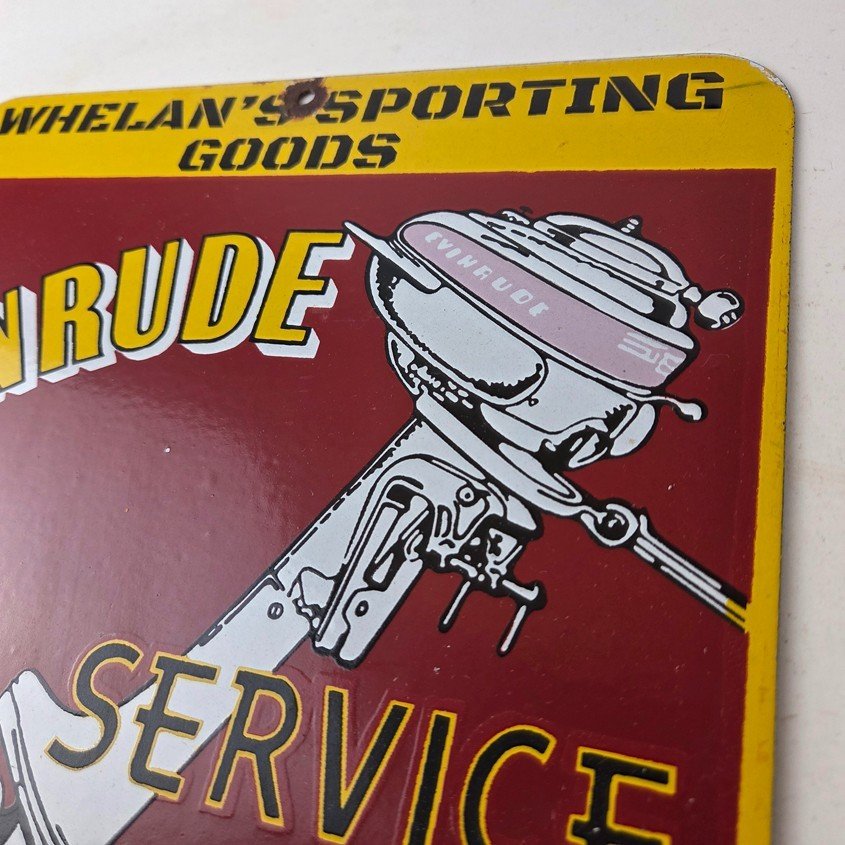 WHELAN'S SPORTING
GOODS
NRUDE
EVINRUDE
SERVICE